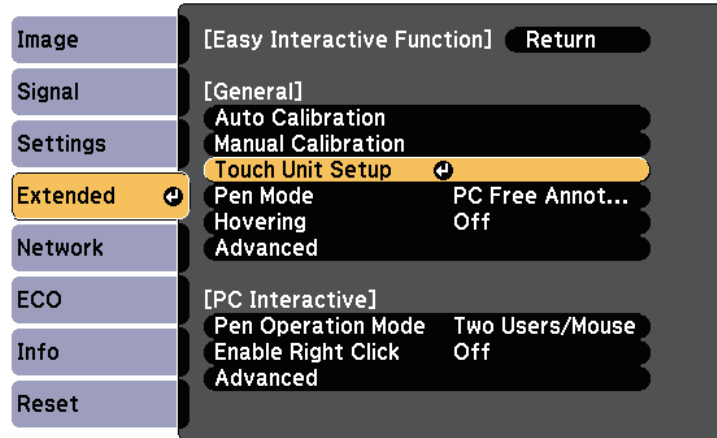 Image
Signal
Settings
Extended
Network
ECO
Info
Reset
[Easy Interactive Function] Return
[General]
Auto Calibration
Manual Calibration
Touch Unit Setup
Pen Mode PC Free Annot...
Hovering Off
Advanced
[PC Interactive]
Pen Operation Mode Two Users/Mouse
Enable Right Click Off
Advanced